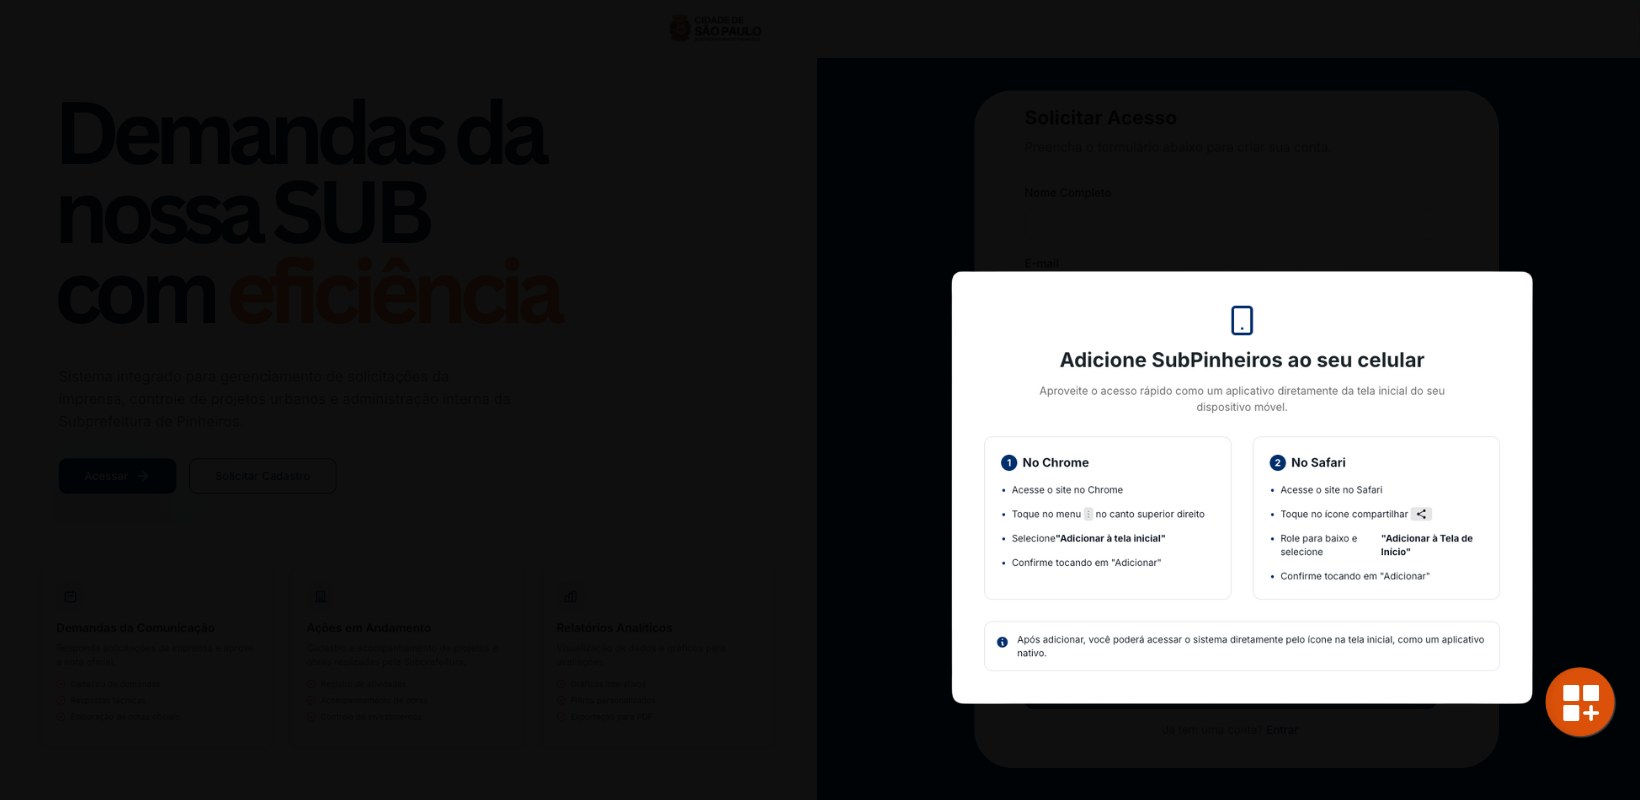 CIDADE DE
SÃO PAULO
Demandas da
nossa SUB
com eficiência
Sistema integrado para gerenciamento de solicitações da
imprensa, controle de projetos urbanos e administração interna da
Subprefeitura de Pinheiros.
Acessar
Solicitar Cadastro
Demandas da Comunicação
Ações em Andamento
Relatórios Analíticos
Solicitar Acesso
Preencha o formulário abaixo para criar sua conta.
Nome Completo
E-mail
Adicione SubPinheiros ao seu celular
Aproveite o acesso rápido como um aplicativo diretamente da tela inicial do seu
dispositivo móvel.
1 No Chrome
• Acesse o site no Chrome
• Toque no menu ⋮ no canto superior direito
• Selecione"Adicionar à tela inicial"
• Confirme tocando em "Adicionar"
2 No Safari
• Acesse o site no Safari
• Toque no ícone compartilhar
• Role para baixo e selecione "Adicionar à Tela de Início"
• Confirme tocando em "Adicionar"
Após adicionar, você poderá acessar o sistema diretamente pelo ícone na tela inicial, como um aplicativo
nativo.
Já tem uma conta? Entrar